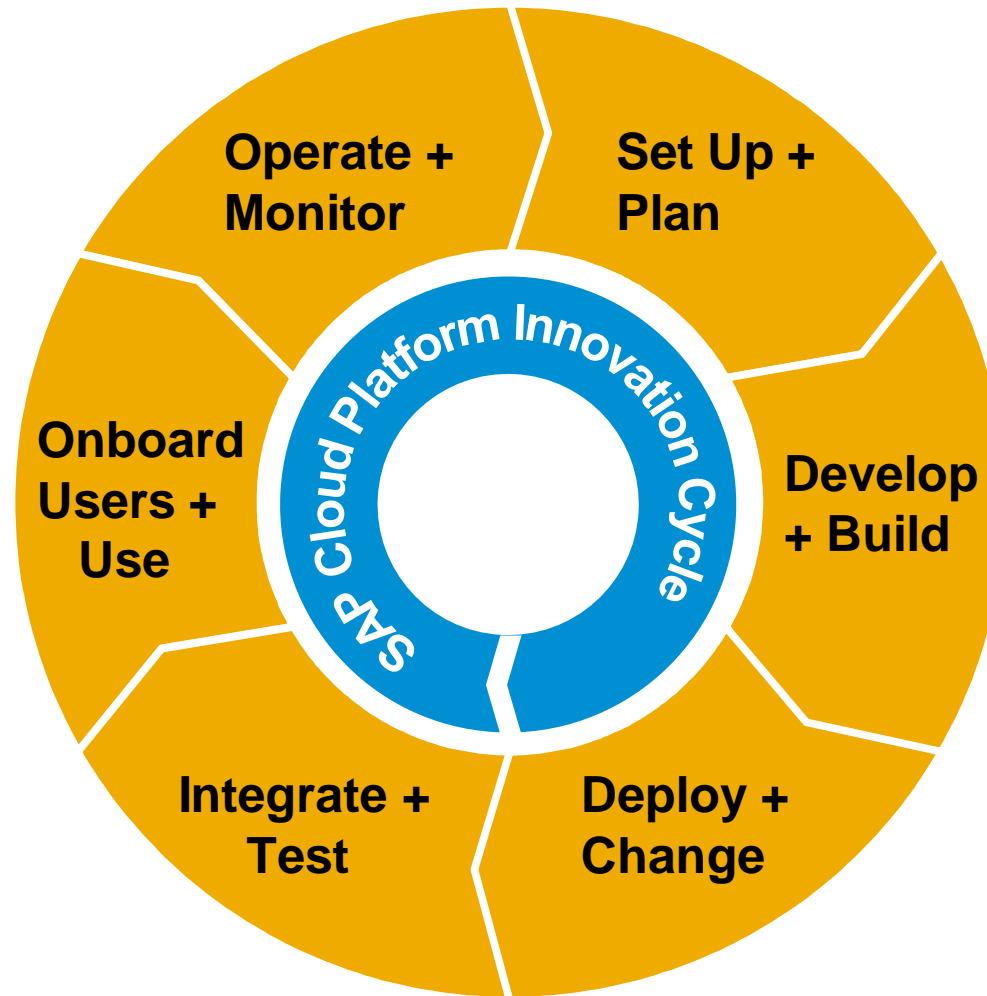 Operate +
Monitor
Set Up +
Plan
SAP Cloud Platform Innovation Cycle
Onboard
Users +
Use
Develop
+ Build
Integrate +
Test
Deploy +
Change